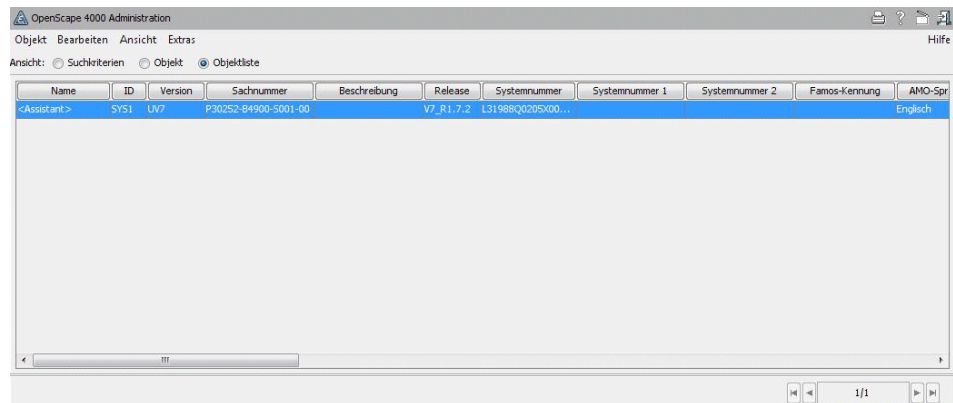 OpenScape 4000 Administration
Objekt Bearbeiten Ansicht Extras Hilfe
Ansicht: Suchkriterien Objekt Objektliste
Name ID Version Sachnummer Beschreibung Release Systemnummer Systemnummer 1 Systemnummer 2 Famos-Kennung AMO-Spr
<Assistant> SYS1 UV7 P30252-B4900-S001-00 V7_R1.7.2 L31988Q0205X00... Englisch
1/1